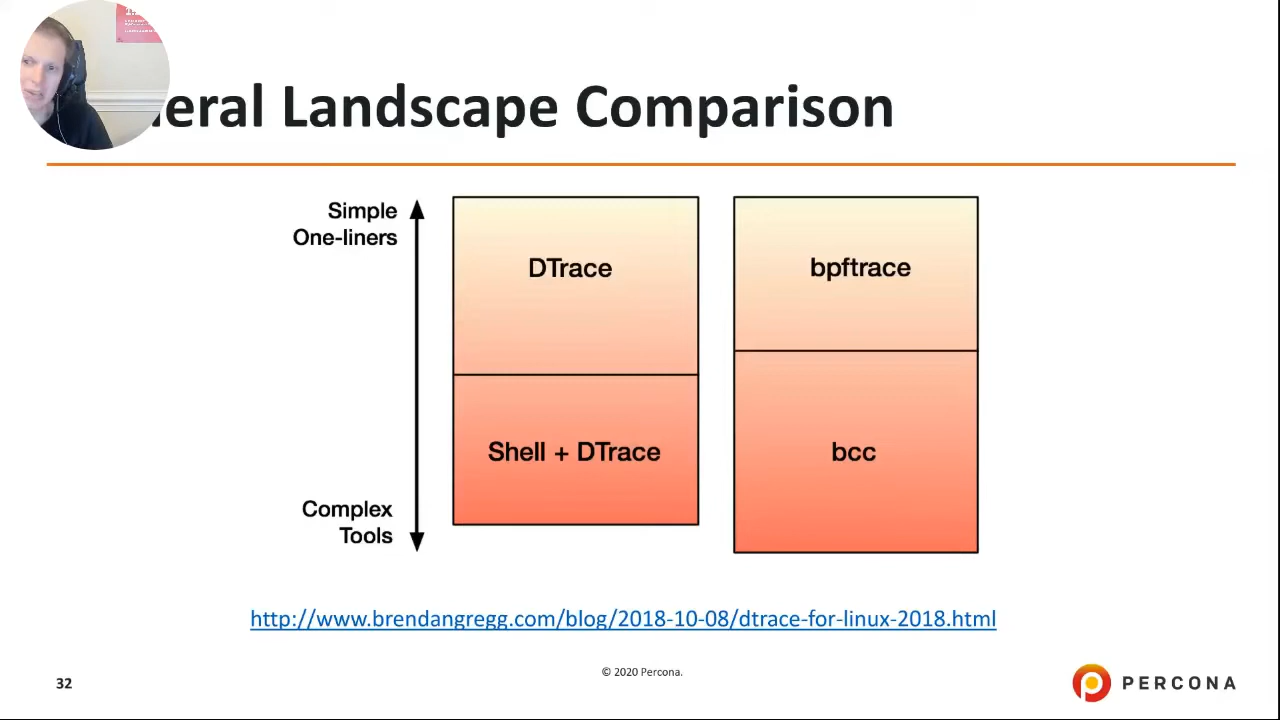 eral Landscape Comparison
Simple
One-liners
DTrace
bpftrace
Shell + DTrace
bcc
Complex
Tools
http://www.brendangregg.com/blog/2018-10-08/dtrace-for-linux-2018.html
32
© 2020 Percona.
PERCONA